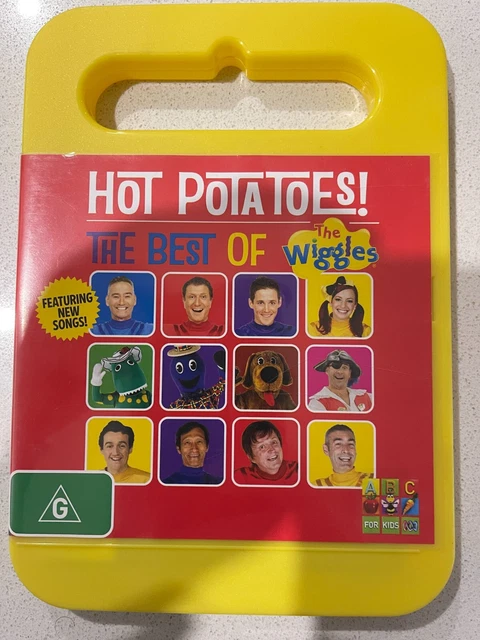 HOT POTATOES!
THE BEST OF
The
Wiggles
FEATURING
NEW
SONGS!
G
A B C
FOR KIDS